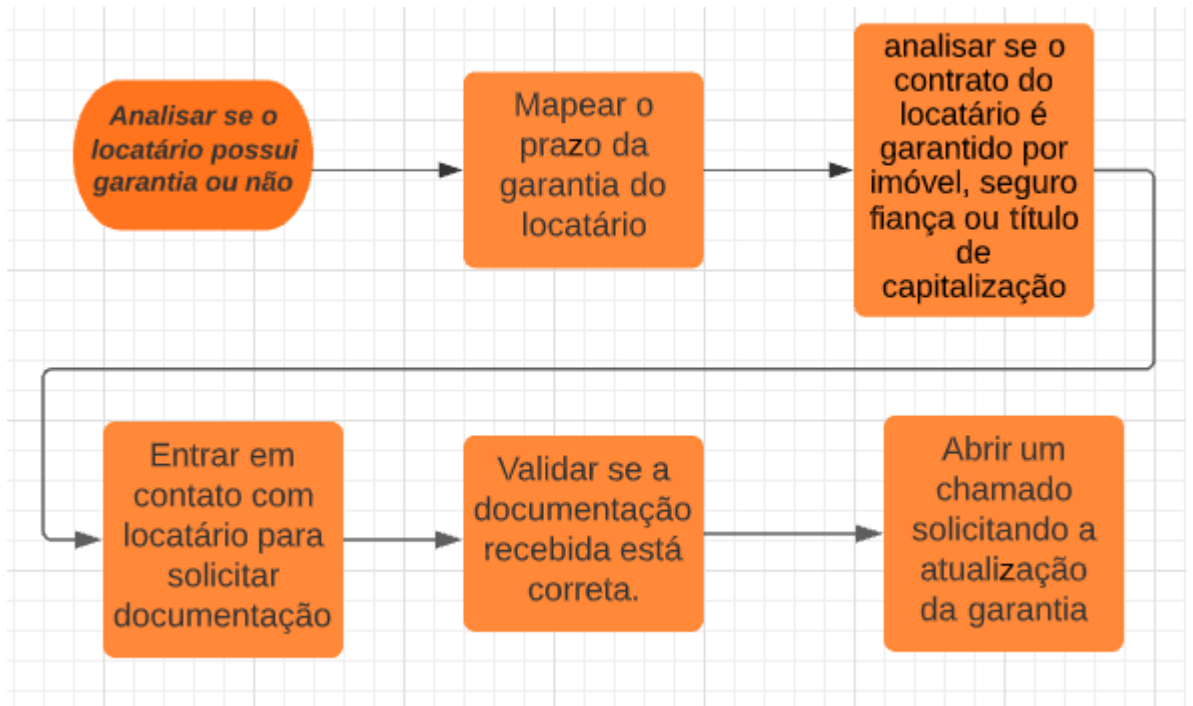 Analisar se o
locatário possui
garantia ou não
Mapear o
prazo da
garantia do
locatário
analisar se o
contrato do
locatário é
garantido por
imóvel, seguro
fiança ou título
de
capitalização
Entrar em
contato com
locatário para
solicitar
documentação
Validar se a
documentação
recebida está
correta.
Abrir um
chamado
solicitando a
atualização
da garantia